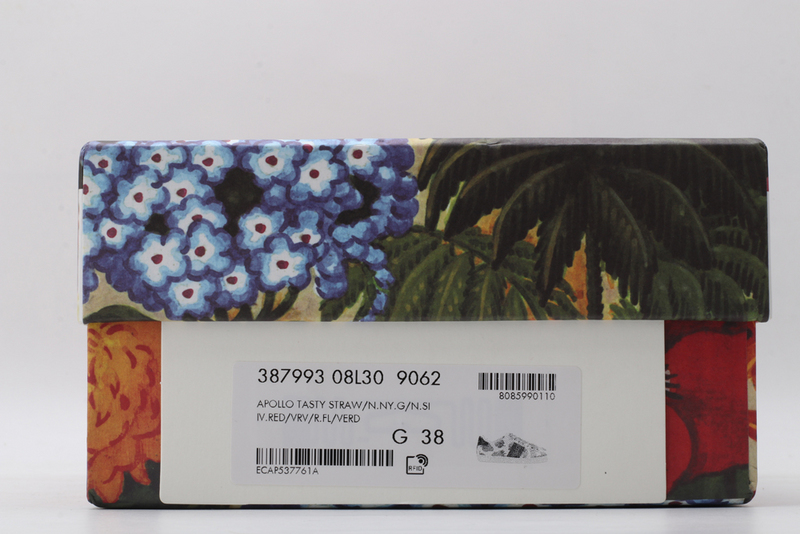 387993 08L30 9062
8085990110
APOLLO TASTY STRAW/N.NY.G/N.SI
IV.RED/VRV/R.FL/VERD
G 38
ECAP537761A
RFID